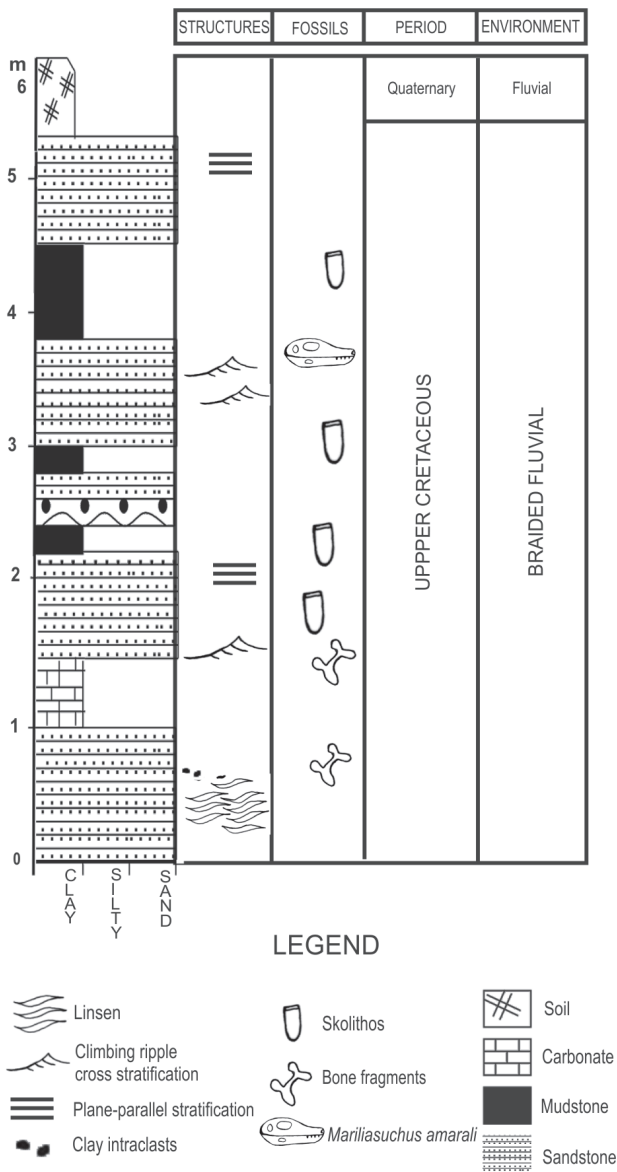 STRUCTURES FOSSILS PERIOD ENVIRONMENT
m
6
Quaternary Fluvial
5
4
3
2
1
0
UPPPER CRETACEOUS
BRAIDED FLUVIAL
CLAY
SILTY
SAND
LEGEND
Linsen
Climbing ripple
cross stratification
Plane-parallel stratification
Clay intraclasts
Skolithos
Bone fragments
Mariliasuchus amarali
Soil
Carbonate
Mudstone
Sandstone